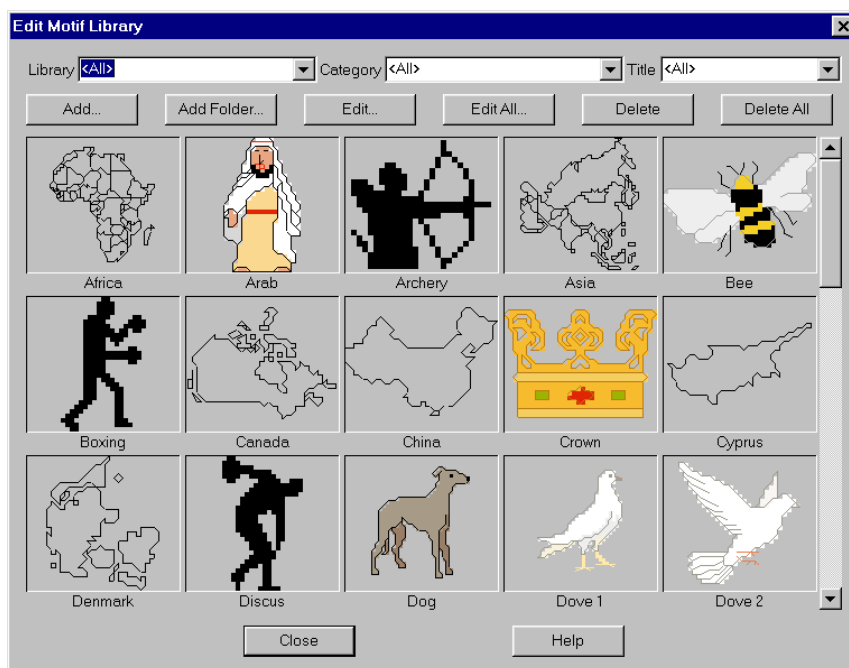 Edit Motif Library
Library <All> Category <All> Title <All>
Add... Add Folder... Edit... Edit All... Delete Delete All
Africa Arab Archery Asia Bee
Boxing Canada China Crown Cyprus
Denmark Discus Dog Dove 1 Dove 2
Close Help